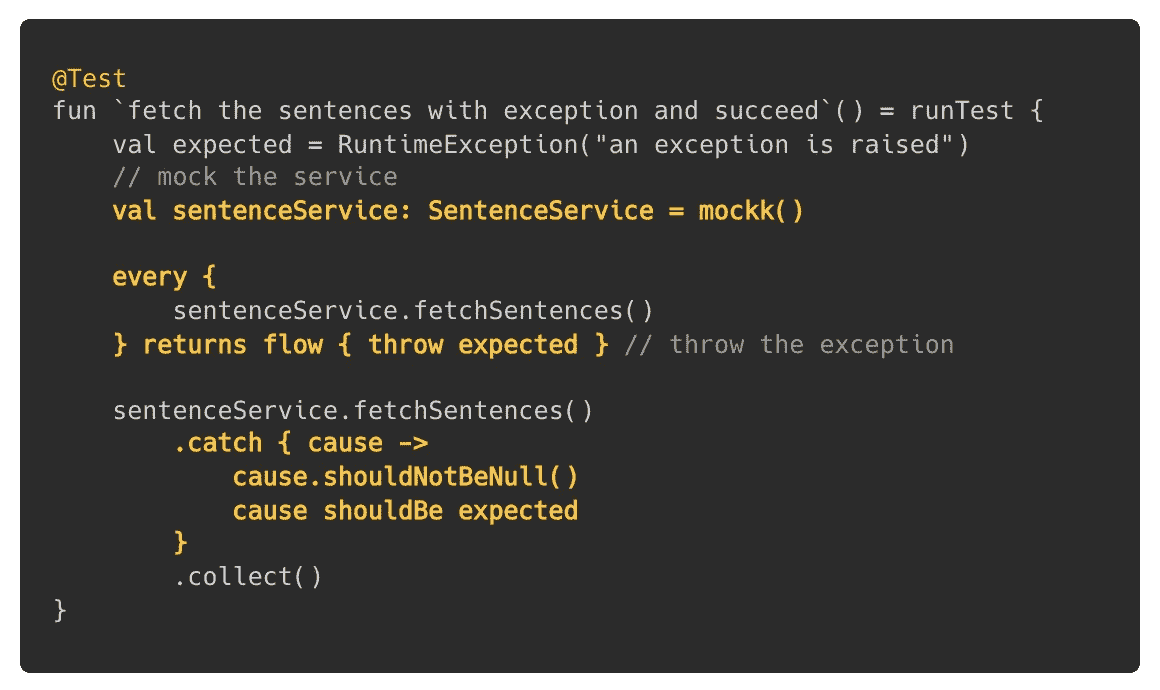 @Test
fun `fetch the sentences with exception and succeed`() = runTest {
    val expected = RuntimeException("an exception is raised")
    // mock the service
    val sentenceService: SentenceService = mockk()

    every {
        sentenceService.fetchSentences()
    } returns flow { throw expected } // throw the exception

    sentenceService.fetchSentences()
        .catch { cause ->
            cause.shouldNotBeNull()
            cause shouldBe expected
        }
        .collect()
}